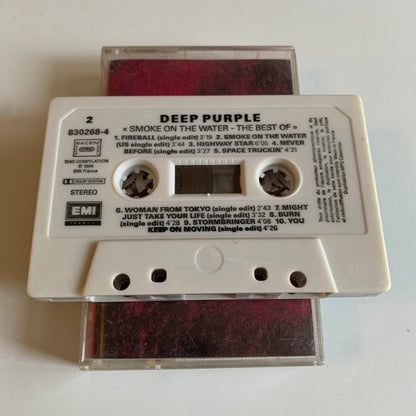 2
830268-4
DEEP PURPLE
« SMOKE ON THE WATER - THE BEST OF »
1. FIREBALL (single edit) 3'19 2. SMOKE ON THE WATER
(US single edit) 3'44 3. HIGHWAY STAR 6'05 4. NEVER
BEFORE (single edit) 3'27 5. SPACE TRUCKIN' 4'31
SACEM
THIS COMPILATION
℗ 1994
EMI France
DOLBY SYSTEM
STEREO
EMI
FRANCE
6. WOMAN FROM TOKYO (single edit) 2'43 7. MIGHT
JUST TAKE YOUR LIFE (single edit) 3'32 8. BURN
(single edit) 4'28 9. STORMBRINGER 4'08 10. YOU
KEEP ON MOVING (single edit) 4'26